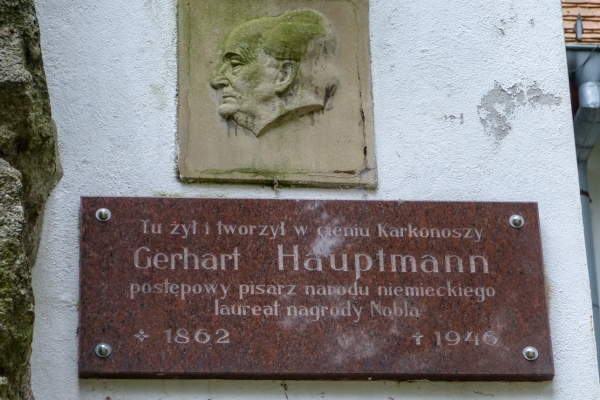 Tu żył i tworzył w cieniu Karkonoszy
Gerhart Hauptmann
postępowy pisarz narodu niemieckiego
laureat nagrody Nobla
✧ 1862 ✝ 1946